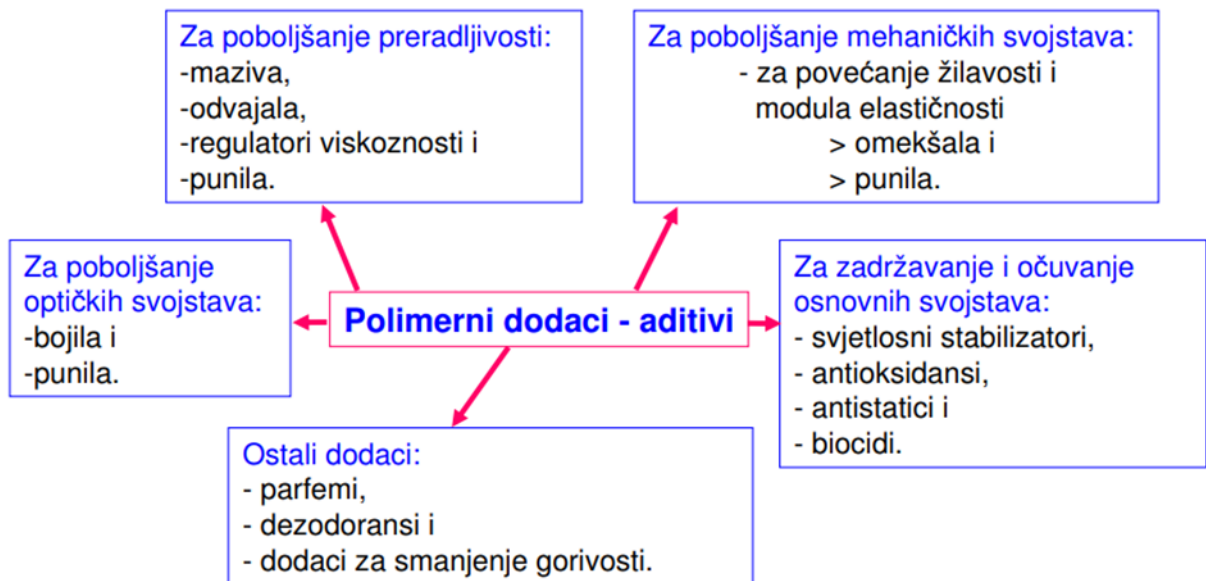 Za poboljšanje preradljivosti:
-maziva,
-odvajala,
-regulatori viskoznosti i
-punila.
Za poboljšanje mehaničkih svojstava:
- za povećanje žilavosti i
modula elastičnosti
> omekšala i
> punila.
Za poboljšanje
optičkih svojstava:
-bojila i
-punila.
Polimerni dodaci - aditivi
Za zadržavanje i očuvanje
osnovnih svojstava:
- svjetlosni stabilizatori,
- antioksidansi,
- antistatici i
- biocidi.
Ostali dodaci:
- parfemi,
- dezodoransi i
- dodaci za smanjenje gorivosti.